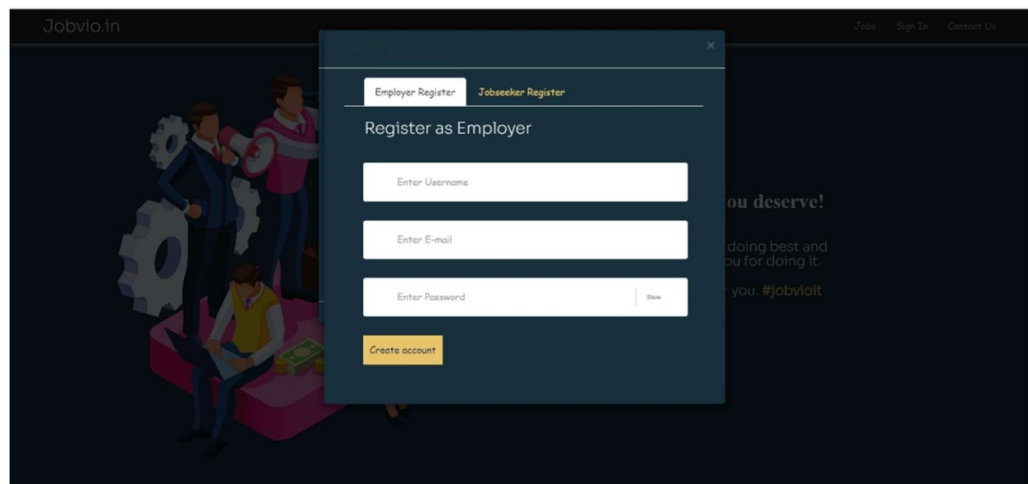 Jobvio.in
Jobs Sign In Contact Us
×
Employer Register Jobseeker Register
Register as Employer
Enter Username
Enter E-mail
Enter Password Show
Create account
ou deserve!
doing best and
ou for doing it.
you. #jobvioit